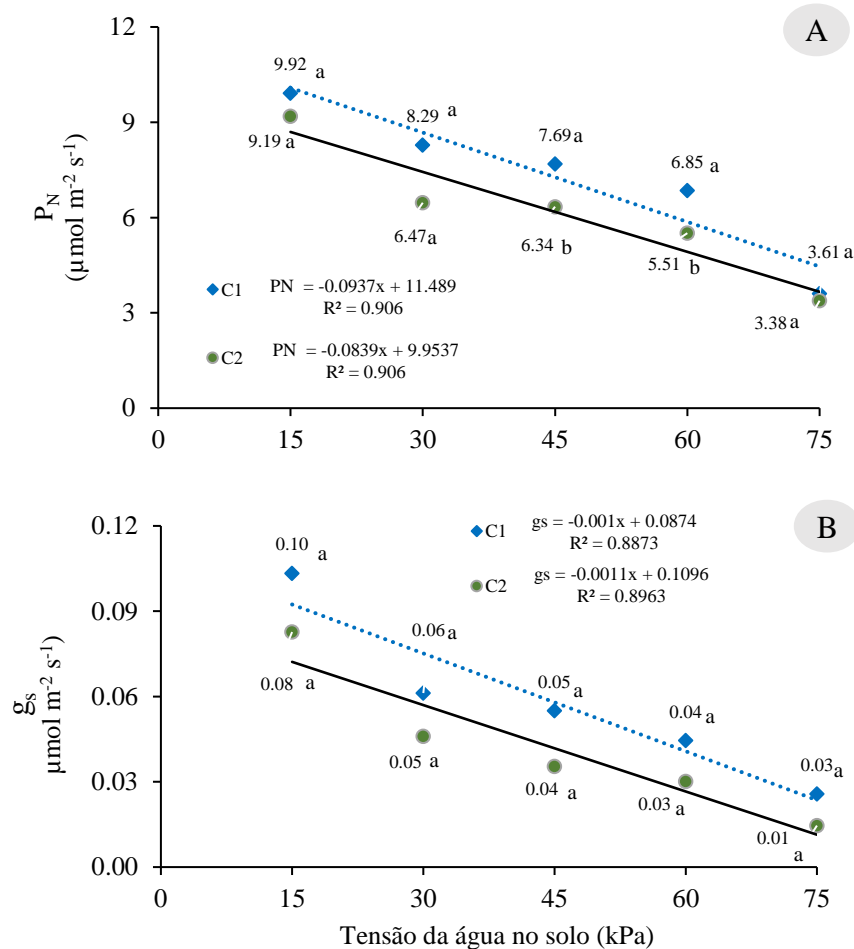 A
12
9
6
3
0
P_N
(µmol m⁻² s⁻¹)
9.92 a
8.29 a
7.69 a
6.85 a
3.61 a
9.19 a
6.47 a
6.34 b
5.51 b
3.38 a
C1 PN = -0.0937x + 11.489
R² = 0.906
C2 PN = -0.0839x + 9.9537
R² = 0.906
0 15 30 45 60 75
B
0.12
0.09
0.06
0.03
0.00
g_s
µmol m⁻² s⁻¹)
C1 gs = -0.001x + 0.0874
R² = 0.8873
C2 gs = -0.0011x + 0.1096
R² = 0.8963
0.10 a
0.06 a
0.05 a
0.04 a
0.03 a
0.08 a
0.05 a
0.04 a
0.03 a
0.01 a
0 15 30 45 60 75
Tensão da água no solo (kPa)